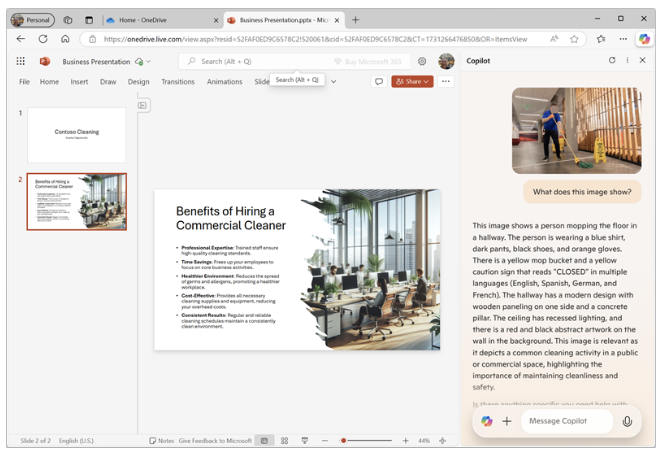 Personal
Home - OneDrive
Business Presentation.pptx - Micr
https://onedrive.live.com/view.aspx?resid=52FAF0ED9C6578C2!520061&cid=52FAF0ED9C6578C2&CT=1731266476850&OR=ItemsView
Business Presentation
Search (Alt + Q)
Buy Microsoft 365
File Home Insert Draw Design Transitions Animations Slide
Search (Alt + Q)
Share
Copilot
1
Contoso Cleaning
2
Benefits of Hiring a
Commercial Cleaner
Benefits of Hiring a
Commercial Cleaner
• Professional Expertise: Trained staff ensure
high-quality cleaning standards.
• Time Savings: Frees up your employees to
focus on core business activities.
• Healthier Environment: Reduces the spread
of germs and allergens, promoting a healthier
workplace.
• Cost-Effective: Provides all necessary
cleaning supplies and equipment, reducing
your overhead costs.
• Consistent Results: Regular and reliable
cleaning schedules maintain a consistently
clean environment.
What does this image show?
This image shows a person mopping the floor in
a hallway. The person is wearing a blue shirt,
dark pants, black shoes, and orange gloves.
There is a yellow mop bucket and a yellow
caution sign that reads "CLOSED" in multiple
languages (English, Spanish, German, and
French). The hallway has a modern design with
wooden paneling on one side and a concrete
pillar. The ceiling has recessed lighting, and
there is a red and black abstract artwork on the
wall in the background. This image is relevant as
it depicts a common cleaning activity in a public
or commercial space, highlighting the
importance of maintaining cleanliness and
safety.
Is there anything specific you need help with
Message Copilot
Slide 2 of 2 English (U.S.)
Notes Give Feedback to Microsoft
44%